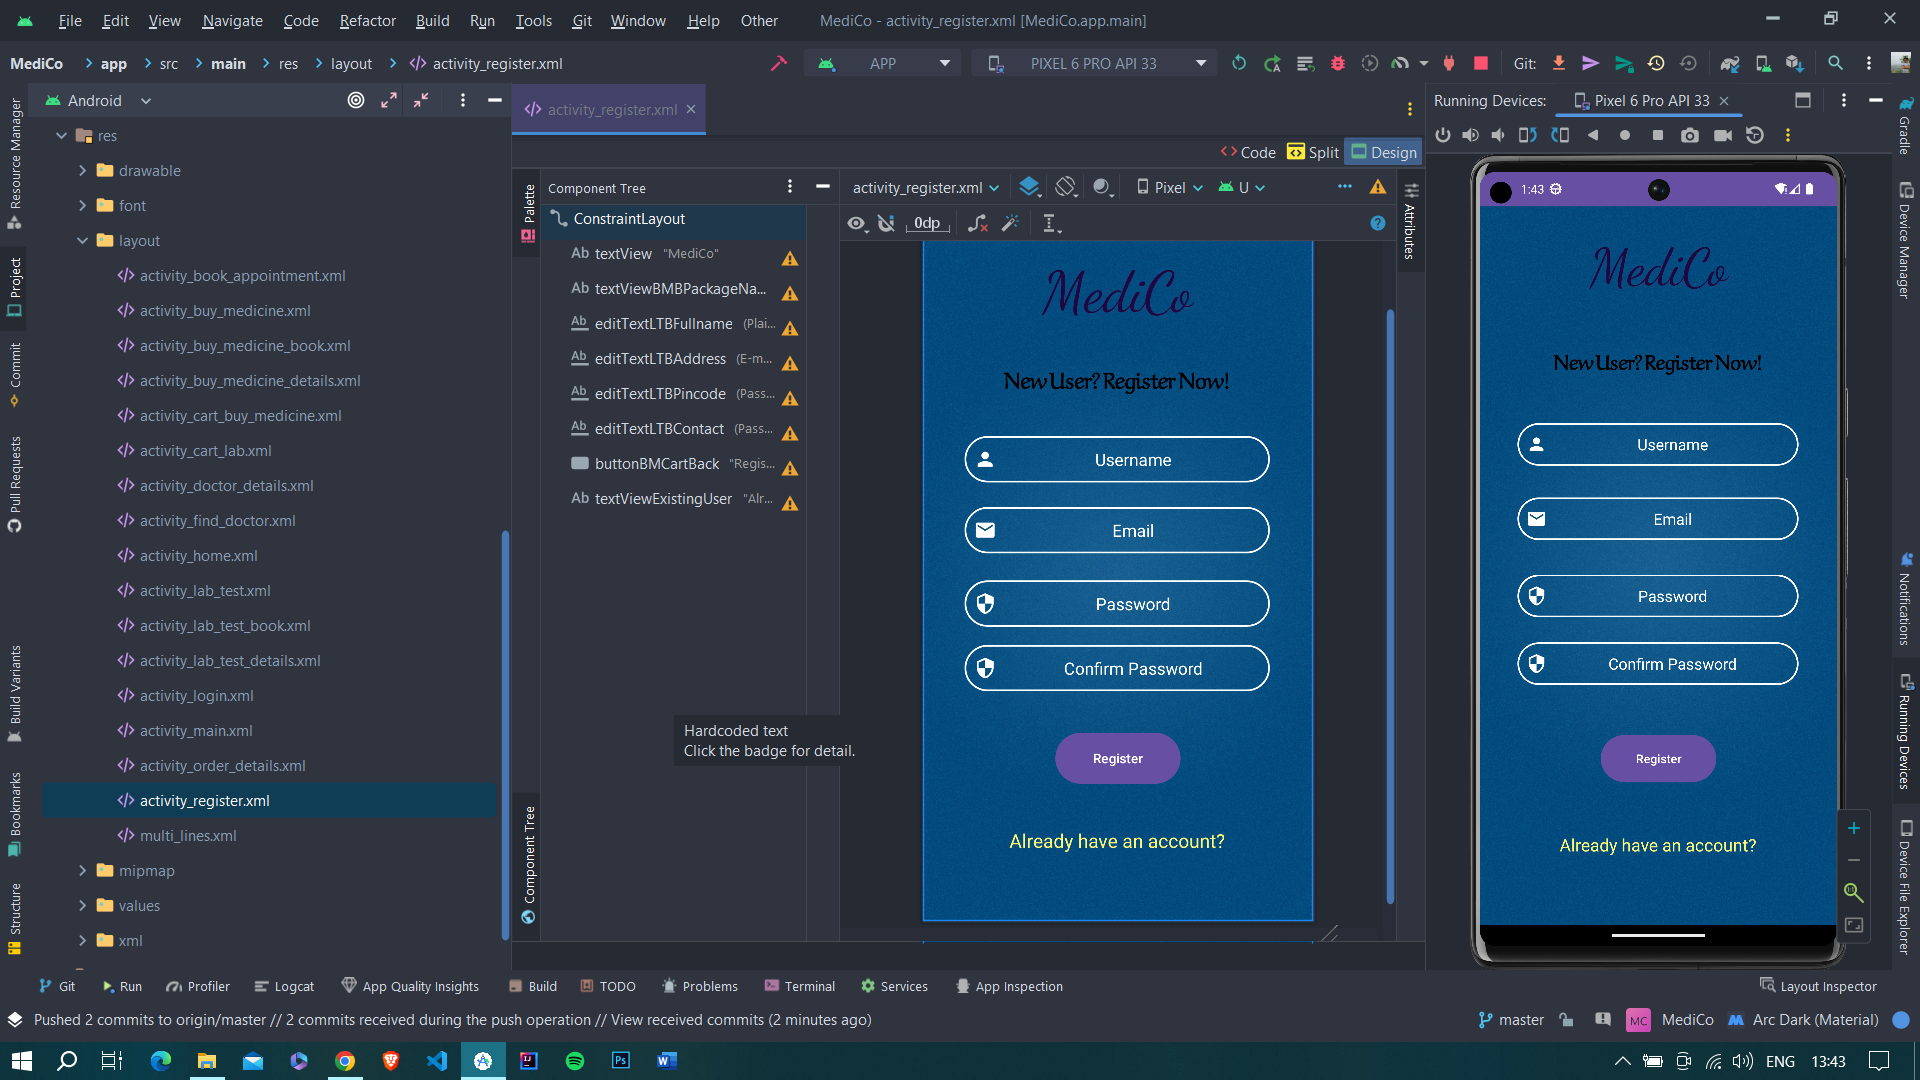 File Edit View Navigate Code Refactor Build Run Tools Git Window Help Other MediCo - activity_register.xml [MediCo.app.main]
MediCo app src main res layout activity_register.xml APP PIXEL 6 PRO API 33 Git:
Android
activity_register.xml
Running Devices: Pixel 6 Pro API 33
Code Split Design
Resource Manager
Project
Commit
Pull Requests
Build Variants
Bookmarks
Structure
res
drawable
font
layout
activity_book_appointment.xml
activity_buy_medicine.xml
activity_buy_medicine_book.xml
activity_buy_medicine_details.xml
activity_cart_buy_medicine.xml
activity_cart_lab.xml
activity_doctor_details.xml
activity_find_doctor.xml
activity_home.xml
activity_lab_test.xml
activity_lab_test_book.xml
activity_lab_test_details.xml
activity_login.xml
activity_main.xml
activity_order_details.xml
activity_register.xml
multi_lines.xml
mipmap
values
xml
Palette
Component Tree
Component Tree
ConstraintLayout
Ab textView "MediCo"
Ab textViewBMBPackageNa...
Ab editTextLTBFullname (Plai...
Ab editTextLTBAddress (E-m...
Ab editTextLTBPincode (Pass...
Ab editTextLTBContact (Pass...
buttonBMCartBack "Regis...
Ab textViewExistingUser "Alr...
Hardcoded text
Click the badge for detail.
activity_register.xml Pixel U
0dp
Attributes
MediCo
New User? Register Now!
Username
Email
Password
Confirm Password
Register
Already have an account?
1:43
MediCo
New User? Register Now!
Username
Email
Password
Confirm Password
Register
Already have an account?
1:1
Gradle
Device Manager
Notifications
Running Devices
Device File Explorer
Git Run Profiler Logcat App Quality Insights Build TODO Problems Terminal Services App Inspection Layout Inspector
Pushed 2 commits to origin/master // 2 commits received during the push operation // View received commits (2 minutes ago) master MC MediCo Arc Dark (Material)
ENG 13:43